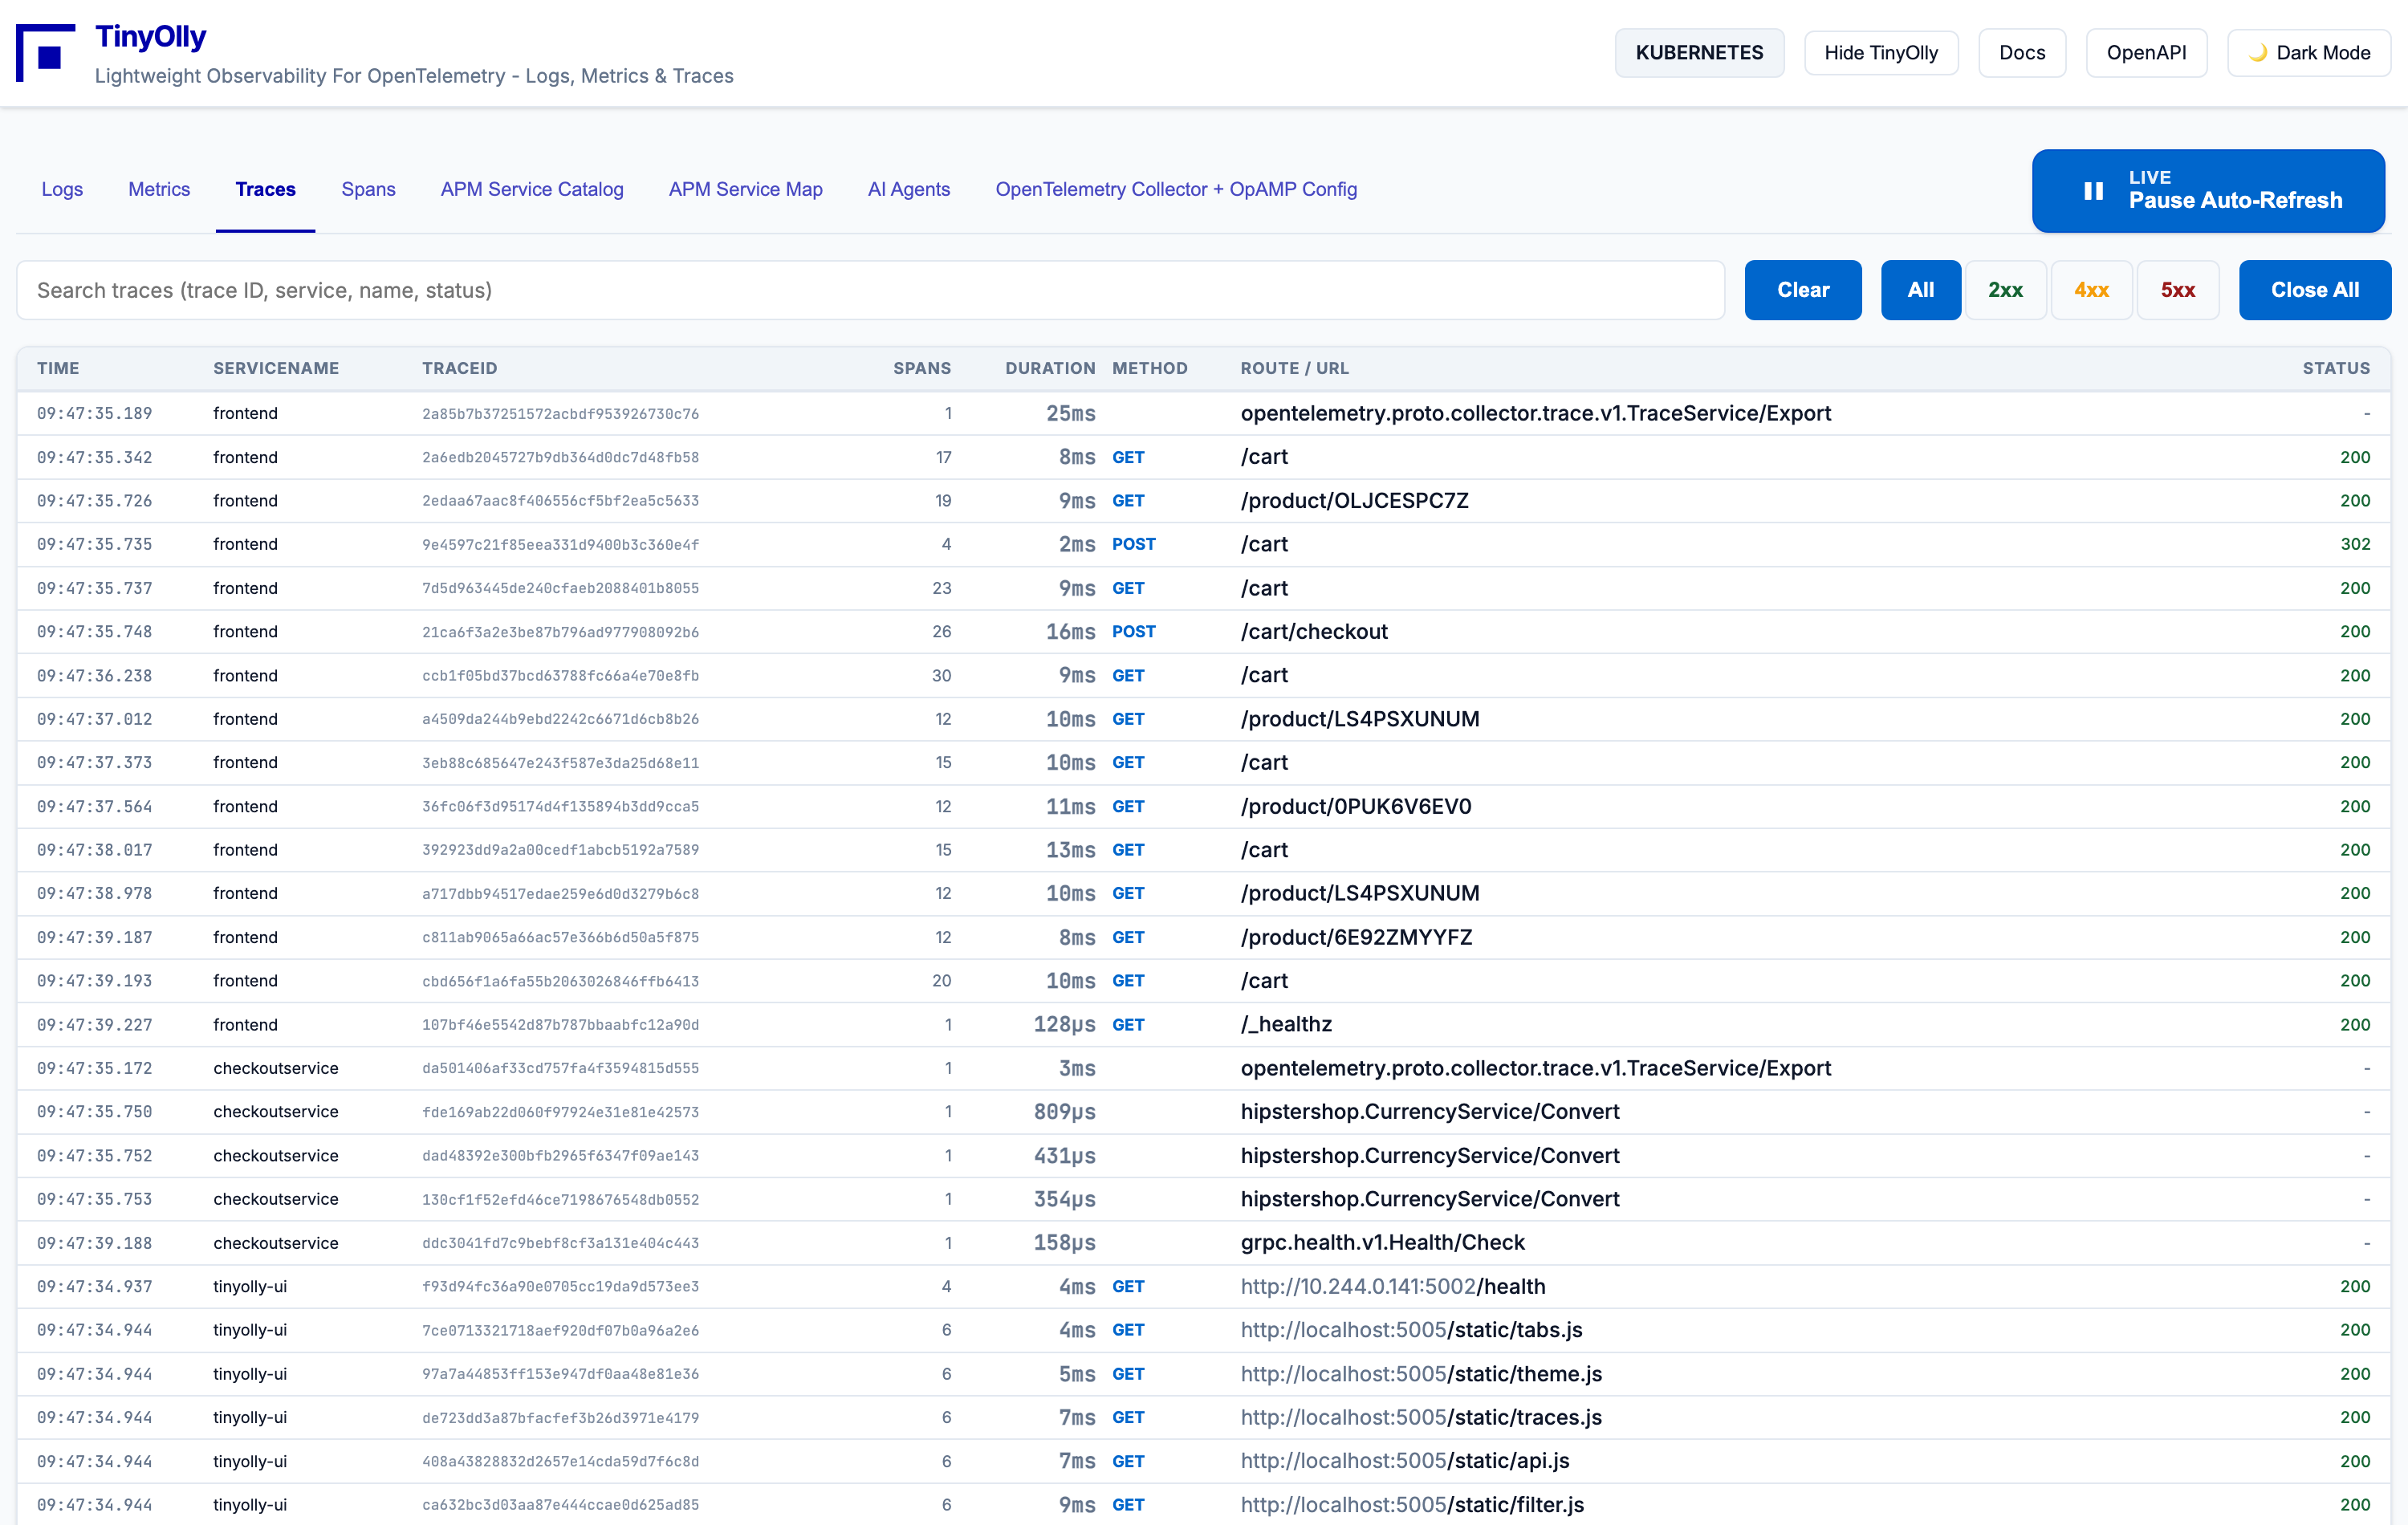 TinyOlly
Lightweight Observability For OpenTelemetry - Logs, Metrics & Traces
KUBERNETES Hide TinyOlly Docs OpenAPI 🌙 Dark Mode
Logs Metrics Traces Spans APM Service Catalog APM Service Map AI Agents OpenTelemetry Collector + OpAMP Config
LIVE
Pause Auto-Refresh
Search traces (trace ID, service, name, status) Clear All 2xx 4xx 5xx Close All
TIME SERVICENAME TRACEID SPANS DURATION METHOD ROUTE / URL STATUS
09:47:35.189 frontend 2a85b7b37251572acbdf953926730c76 1 25ms opentelemetry.proto.collector.trace.v1.TraceService/Export -
09:47:35.342 frontend 2a6edb2045727b9db364d0dc7d48fb58 17 8ms GET /cart 200
09:47:35.726 frontend 2edaa67aac8f406556cf5bf2ea5c5633 19 9ms GET /product/OLJCESPC7Z 200
09:47:35.735 frontend 9e4597c21f85eea331d9400b3c360e4f 4 2ms POST /cart 302
09:47:35.737 frontend 7d5d963445de240cfaeb2088401b8055 23 9ms GET /cart 200
09:47:35.748 frontend 21ca6f3a2e3be87b796ad977908092b6 26 16ms POST /cart/checkout 200
09:47:36.238 frontend ccb1f05bd37bcd63788fc66a4e70e8fb 30 9ms GET /cart 200
09:47:37.012 frontend a4509da244b9ebd2242c6671d6cb8b26 12 10ms GET /product/LS4PSXUNUM 200
09:47:37.373 frontend 3eb88c685647e243f587e3da25d68e11 15 10ms GET /cart 200
09:47:37.564 frontend 36fc06f3d95174d4f135894b3dd9cca5 12 11ms GET /product/0PUK6V6EV0 200
09:47:38.017 frontend 392923dd9a2a00cedf1abcb5192a7589 15 13ms GET /cart 200
09:47:38.978 frontend a717dbb94517edae259e6d0d3279b6c8 12 10ms GET /product/LS4PSXUNUM 200
09:47:39.187 frontend c811ab9065a66ac57e366b6d50a5f875 12 8ms GET /product/6E92ZMYYFZ 200
09:47:39.193 frontend cbd656f1a6fa55b2063026846ffb6413 20 10ms GET /cart 200
09:47:39.227 frontend 107bf46e5542d87b787bbaabfc12a90d 1 128µs GET /_healthz 200
09:47:35.172 checkoutservice da501406af33cd757fa4f3594815d555 1 3ms opentelemetry.proto.collector.trace.v1.TraceService/Export -
09:47:35.750 checkoutservice fde169ab22d060f97924e31e81e42573 1 809µs hipstershop.CurrencyService/Convert -
09:47:35.752 checkoutservice dad48392e300bfb2965f6347f09ae143 1 431µs hipstershop.CurrencyService/Convert -
09:47:35.753 checkoutservice 130cf1f52efd46ce7198676548db0552 1 354µs hipstershop.CurrencyService/Convert -
09:47:39.188 checkoutservice ddc3041fd7c9bebf8cf3a131e404c443 1 158µs grpc.health.v1.Health/Check -
09:47:34.937 tinyolly-ui f93d94fc36a90e0705cc19da9d573ee3 4 4ms GET http://10.244.0.141:5002/health 200
09:47:34.944 tinyolly-ui 7ce0713321718aef920df07b0a96a2e6 6 4ms GET http://localhost:5005/static/tabs.js 200
09:47:34.944 tinyolly-ui 97a7a44853ff153e947df0aa48e81e36 6 5ms GET http://localhost:5005/static/theme.js 200
09:47:34.944 tinyolly-ui de723dd3a87bfacfef3b26d3971e4179 6 7ms GET http://localhost:5005/static/traces.js 200
09:47:34.944 tinyolly-ui 408a43828832d2657e14cda59d7f6c8d 6 7ms GET http://localhost:5005/static/api.js 200
09:47:34.944 tinyolly-ui ca632bc3d03aa87e444ccae0d625ad85 6 9ms GET http://localhost:5005/static/filter.js 200